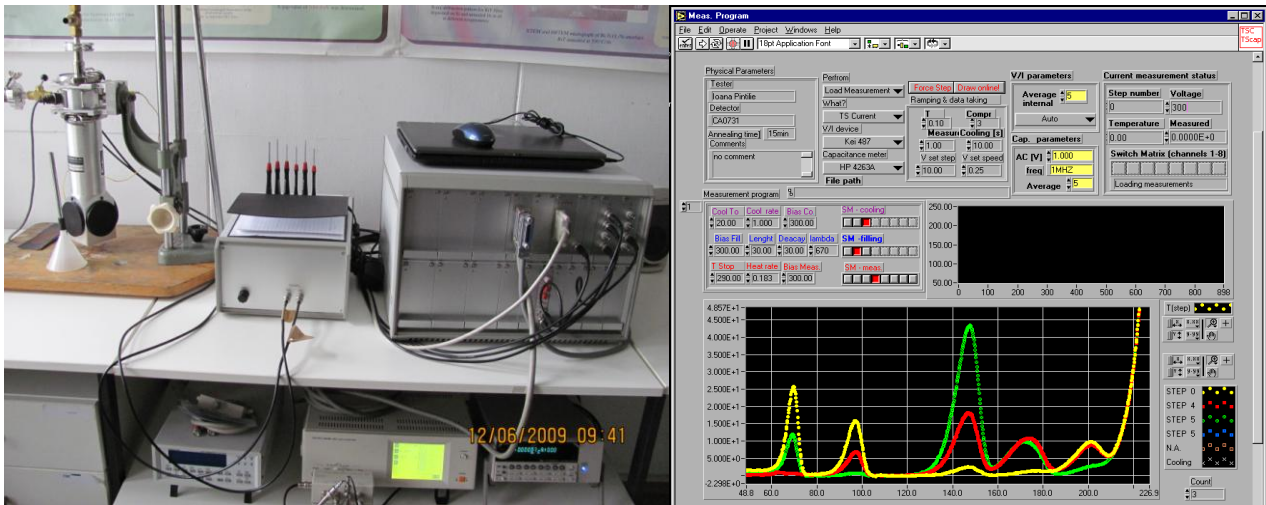 12/06/2009 09:41
Meas. Program
File Edit Operate Project Windows Help
18pt Application Font
TSC
TScap
Physical Parameters
Tester
Ioana Pintilie
Detector
CA0731
Annealing time] 15min
Comments
no comment
Perfrom
Load Measurement
What?
TS Current
V/I device
Kei 487
Capacitance meter
HP 4263A
File path
%
Force Step Draw online!
Ramping & data taking
T Compr
0.10 3
Measur Cooling [s]
1.00 10.00
V set step V set speed
10.00 0.25
V/I parameters
Average 5
internal
Auto
Cap. parameters
AC [V] 1.000
freq 1MHZ
Average 5
Current measurement status
Step number Voltage
0 300
Temperature Measured
0.00 0.0000E+0
Switch Matrix (channels 1-8)
Loading measurements
Measurement program
1
Cool To Cool rate Bias Co. SM - cooling
20.00 1.000 300.00
Bias Fill Lenght Deacay lambda SM -filling
300.00 30.00 30.00 670
T Stop Heat rate Bias Meas. SM - meas.
290.00 0.183 300.00
250.00-
200.00-
150.00-
100.00-
50.00-
0 100 200 300 400 500 600 700 800 898
4.857E+1
4.500E+1
4.000E+1
3.500E+1
3.000E+1
2.500E+1
2.000E+1
1.500E+1
1.000E+1
5.000E+0
0.000E+0
-2.298E+0
48.8 60.0 80.0 100.0 120.0 140.0 160.0 180.0 200.0 226.9
T(step)
STEP 0
STEP 4
STEP 5
STEP 5
N.A.
Cooling
Count
3